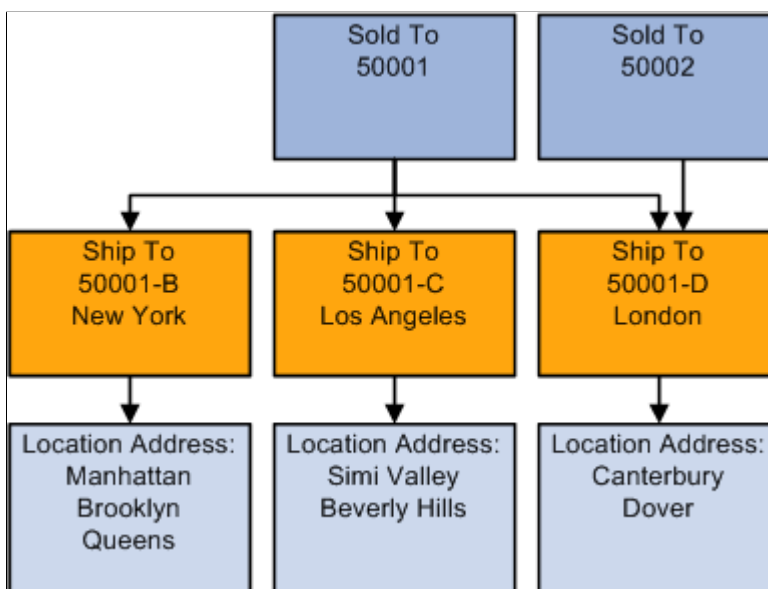 Sold To
50001
Sold To
50002
Ship To
50001-B
New York
Ship To
50001-C
Los Angeles
Ship To
50001-D
London
Location Address:
Manhattan
Brooklyn
Queens
Location Address:
Simi Valley
Beverly Hills
Location Address:
Canterbury
Dover